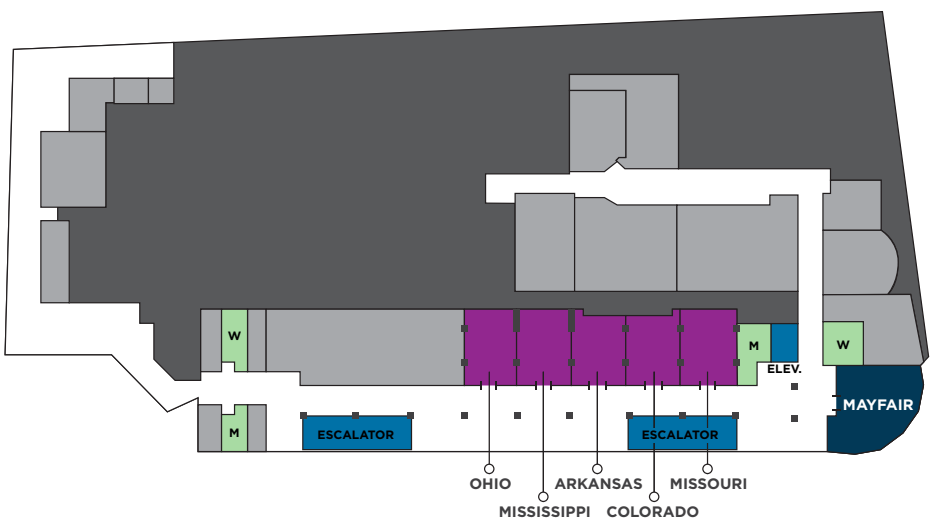 W
M
W
ELEV.
MAYFAIR
M
ESCALATOR
ESCALATOR
OHIO
ARKANSAS
MISSOURI
MISSISSIPPI
COLORADO